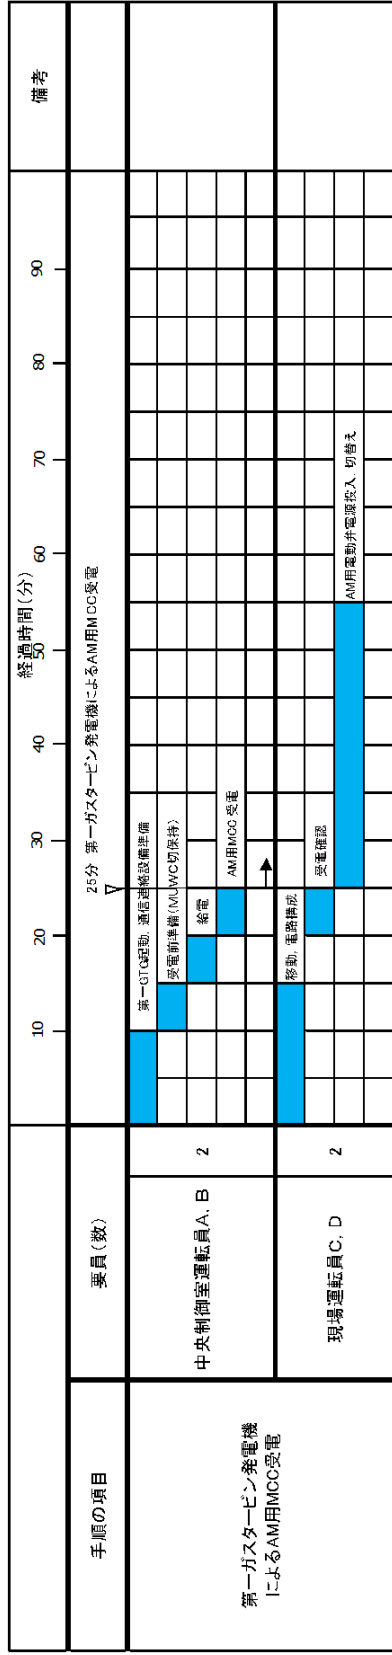 経過時間(分)
備考
10 20 30 40 50 60 70 80 90
手順の項目
要員(数)
25分 第一ガスタービン発電機によるAM用MCC受電
第一ガスタービン発電機
によるAM用MCC受電
中央制御室運転員A, B
2
第一GTG起動, 通信連絡設備準備
受電前準備(MUWC切保持)
給電
AM用MCC 受電
現場運転員C, D
2
移動, 電路構成
受電確認
AM用電動弁電源投入, 切替え